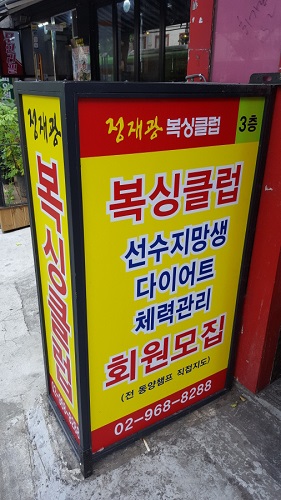 정재광 복싱클럽 3층
복싱클럽
선수지망생
다이어트
체력관리
회원모집
(전 동양챔프 직접지도)
02-968-8288
정재광
복싱클럽